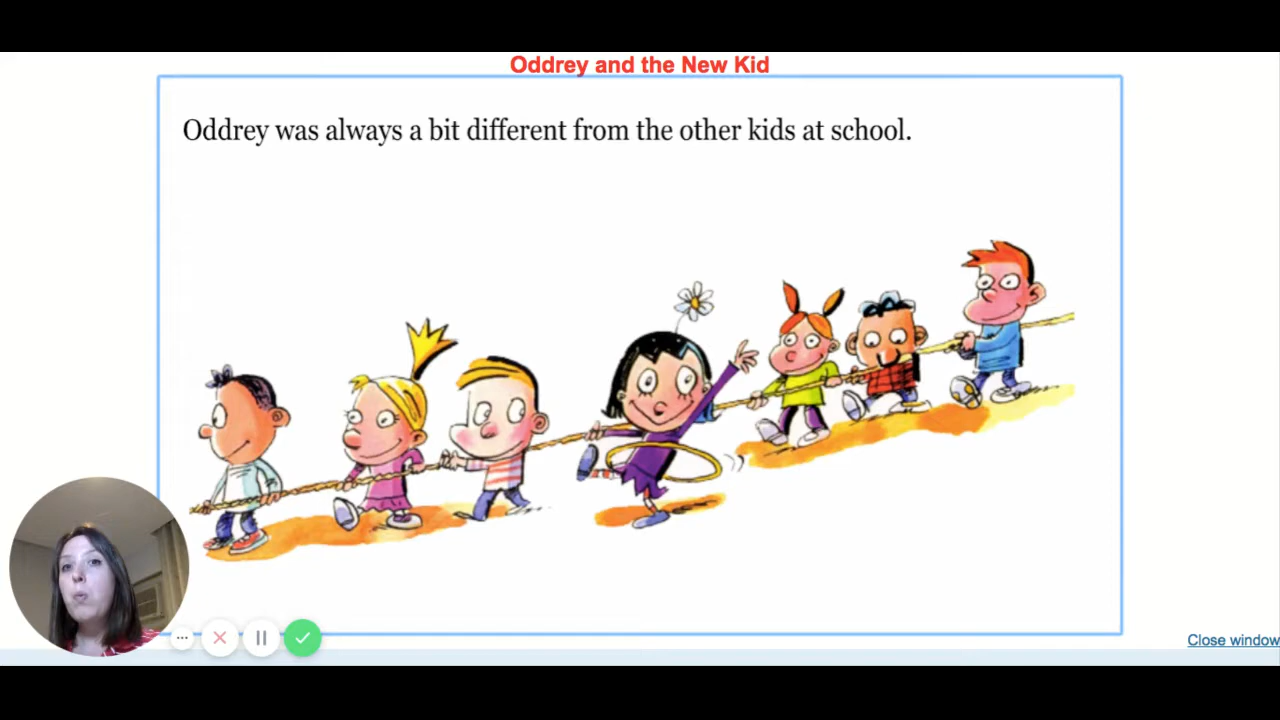 Oddrey and the New Kid
Oddrey was always a bit different from the other kids at school.
Close window